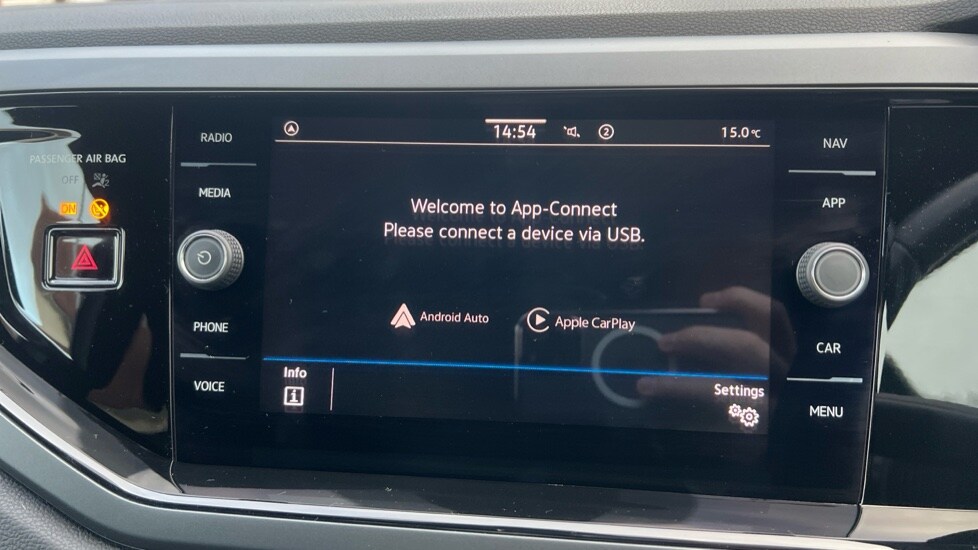 PASSENGER AIR BAG
OFF
ON
RADIO
MEDIA
PHONE
VOICE
14:54
2
15.0°C
Welcome to App-Connect
Please connect a device via USB.
Android Auto
Apple CarPlay
Info
i
Settings
NAV
APP
CAR
MENU